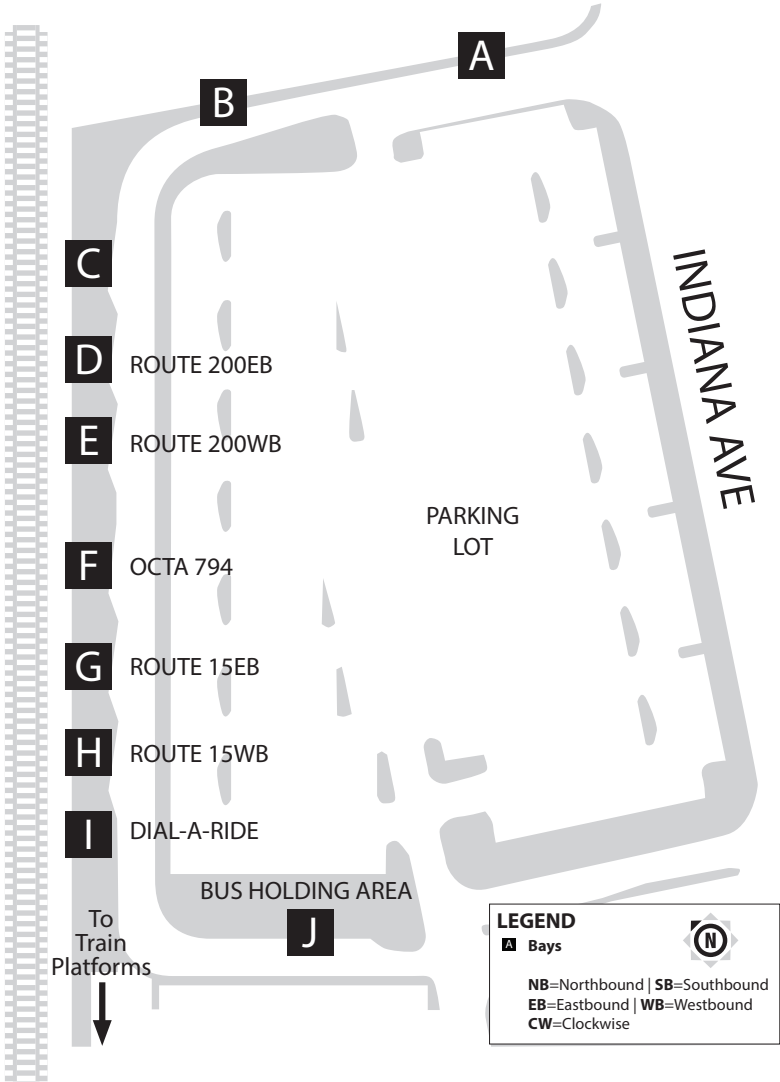 A
B
C
D
ROUTE 200EB
E
ROUTE 200WB
INDIANA AVE
PARKING
LOT
F
OCTA 794
G
ROUTE 15EB
H
ROUTE 15WB
I
DIAL-A-RIDE
BUS HOLDING AREA
J
To
Train
Platforms
LEGEND
A Bays
N
NB=Northbound | SB=Southbound
EB=Eastbound | WB=Westbound
CW=Clockwise